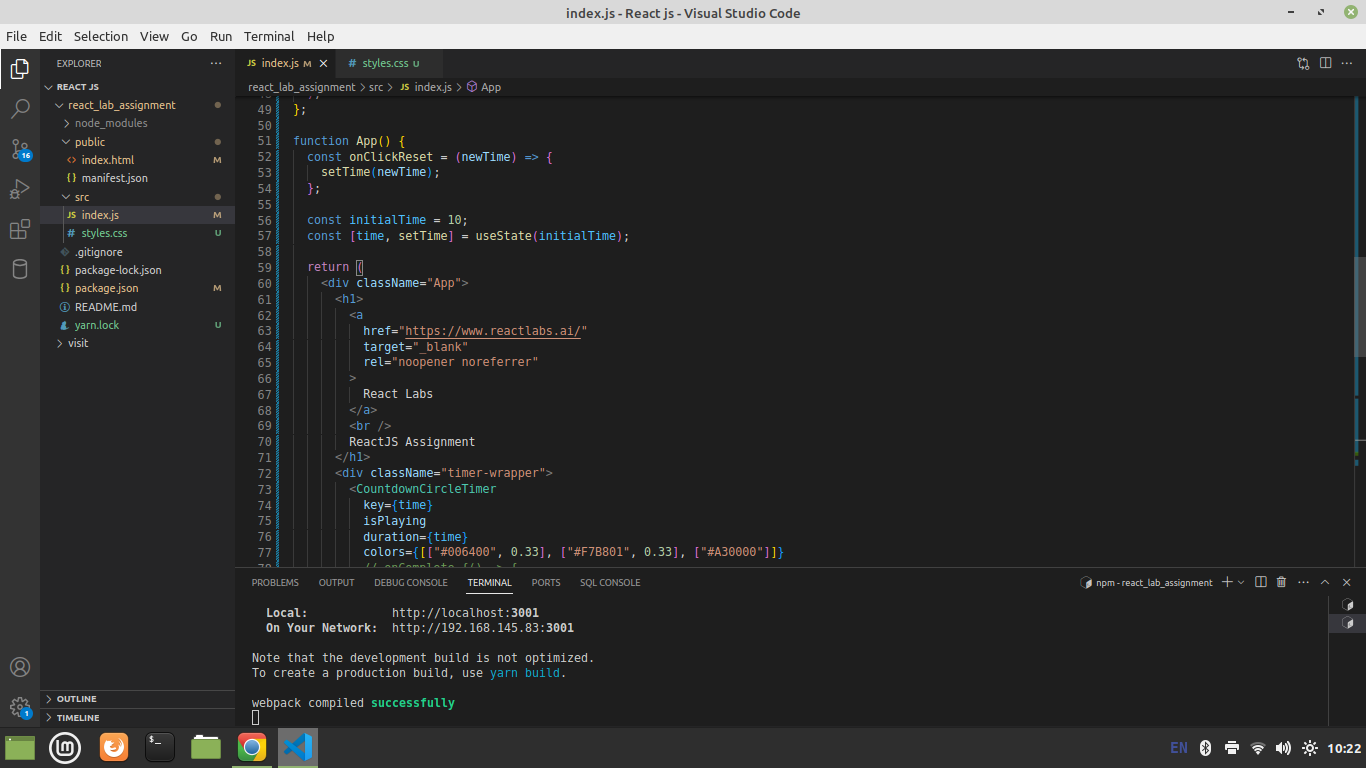 index.js - React js - Visual Studio Code
File Edit Selection View Go Run Terminal Help
EXPLORER
REACT JS
react_lab_assignment
node_modules
public
index.html M
manifest.json
src
JS index.js M
# styles.css U
.gitignore
package-lock.json
package.json M
README.md
yarn.lock U
visit
OUTLINE
TIMELINE
16
1
JS index.js M
# styles.css U
react_lab_assignment > src > JS index.js > App
49 };
50
51 function App() {
52 const onClickReset = (newTime) => {
53 setTime(newTime);
54 };
55
56 const initialTime = 10;
57 const [time, setTime] = useState(initialTime);
58
59 return (
60 <div className="App">
61 <h1>
62 <a
63 href="https://www.reactlabs.ai/"
64 target="_blank"
65 rel="noopener noreferrer"
66 >
67 React Labs
68 </a>
69 <br />
70 ReactJS Assignment
71 </h1>
72 <div className="timer-wrapper">
73 <CountdownCircleTimer
74 key={time}
75 isPlaying
76 duration={time}
77 colors={[["#006400", 0.33], ["#F7B801", 0.33], ["#A30000"]]}
PROBLEMS OUTPUT DEBUG CONSOLE TERMINAL PORTS SQL CONSOLE
npm - react_lab_assignment
Local: http://localhost:3001
On Your Network: http://192.168.145.83:3001
Note that the development build is not optimized.
To create a production build, use yarn build.
webpack compiled successfully
EN
10:22